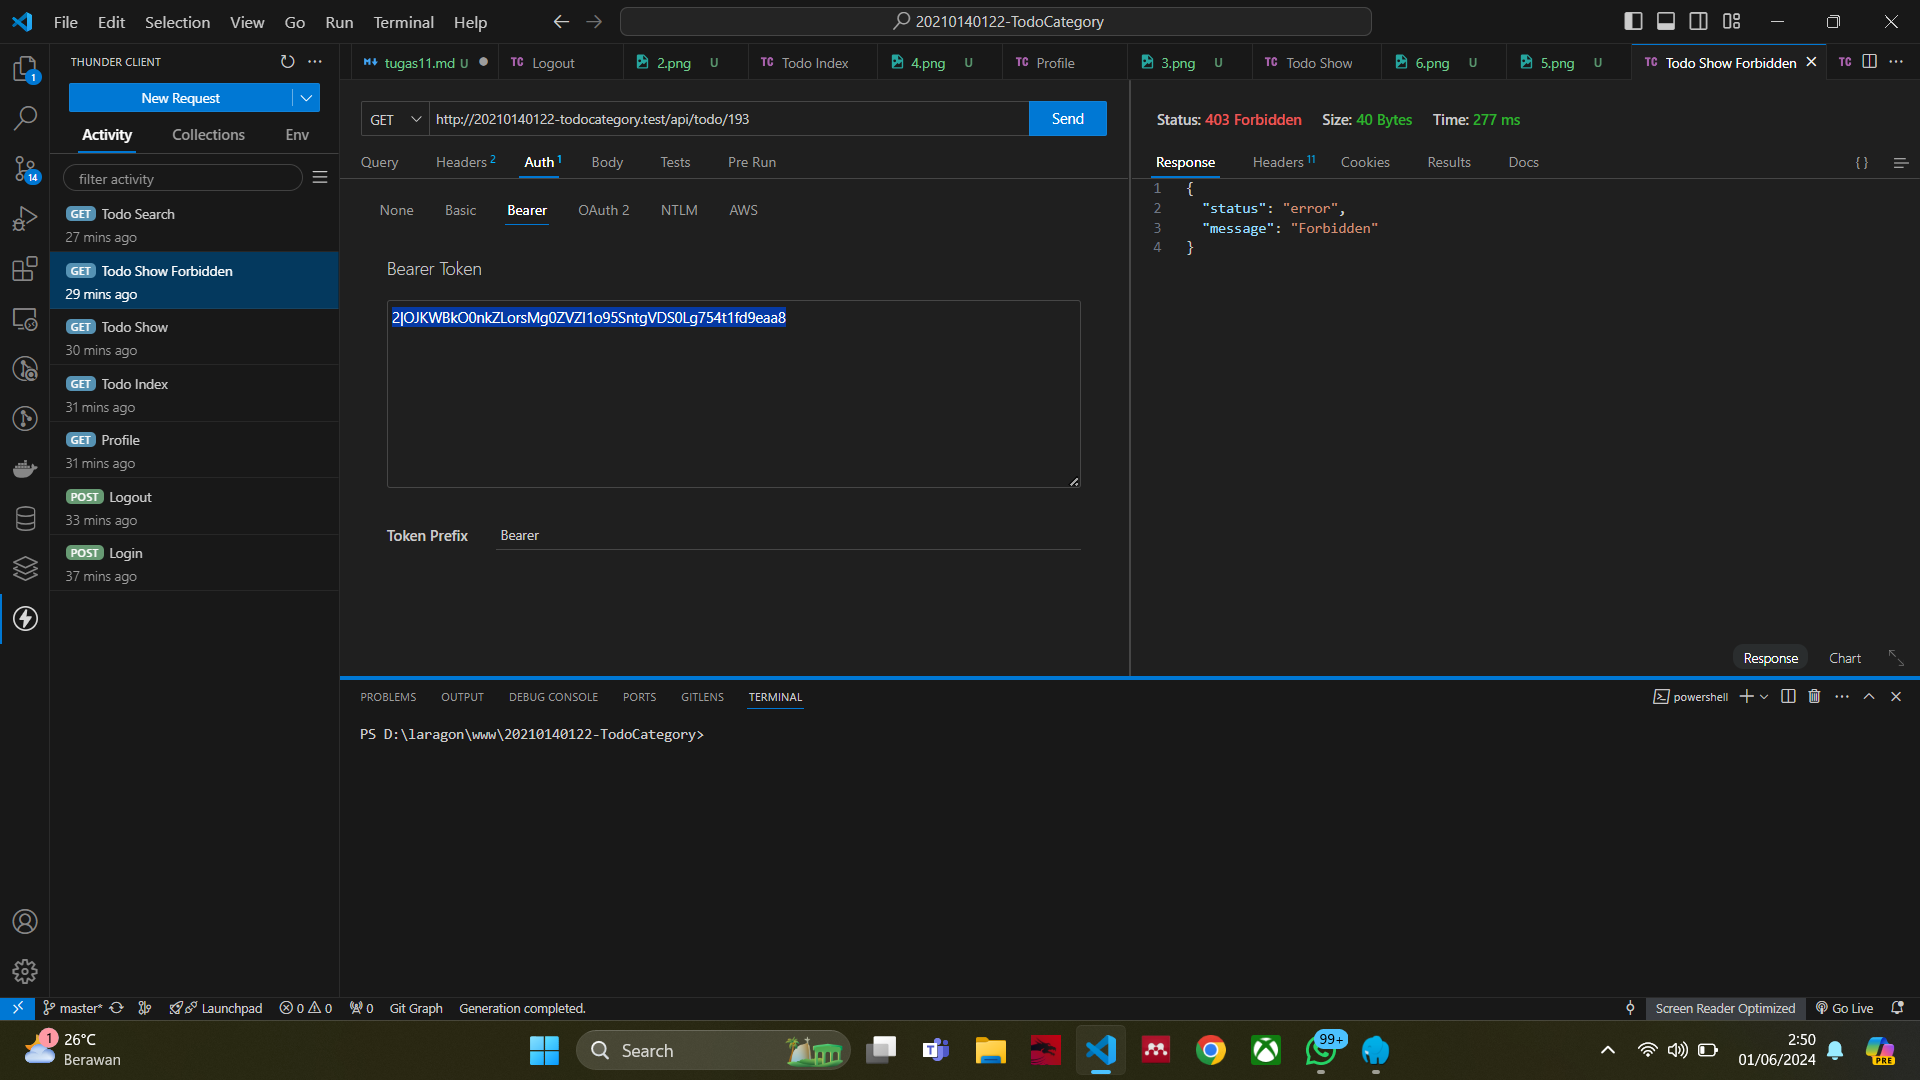 File Edit Selection View Go Run Terminal Help
20210140122-TodoCategory
THUNDER CLIENT
New Request
Activity Collections Env
filter activity
GET Todo Search
27 mins ago
GET Todo Show Forbidden
29 mins ago
GET Todo Show
30 mins ago
GET Todo Index
31 mins ago
GET Profile
31 mins ago
POST Logout
33 mins ago
POST Login
37 mins ago
1
14
tugas11.md U
TC Logout
2.png U
TC Todo Index
4.png U
TC Profile
3.png U
TC Todo Show
6.png U
5.png U
TC Todo Show Forbidden
TC
GET http://20210140122-todocategory.test/api/todo/193 Send
Query Headers 2 Auth 1 Body Tests Pre Run
None Basic Bearer OAuth 2 NTLM AWS
Bearer Token
2|OJKWBkO0nkZLorsMg0ZVZI1o95SntgVDS0Lg754t1fd9eaa8
Token Prefix Bearer
Status: 403 Forbidden Size: 40 Bytes Time: 277 ms
Response Headers 11 Cookies Results Docs { }
1 {
2 "status": "error",
3 "message": "Forbidden"
4 }
Response Chart
PROBLEMS OUTPUT DEBUG CONSOLE PORTS GITLENS TERMINAL
powershell
PS D:\laragon\www\20210140122-TodoCategory>
master* Launchpad 0 0 0 Git Graph Generation completed.
Screen Reader Optimized Go Live
1
26°C
Berawan
Search
99+
2:50
01/06/2024
PRE